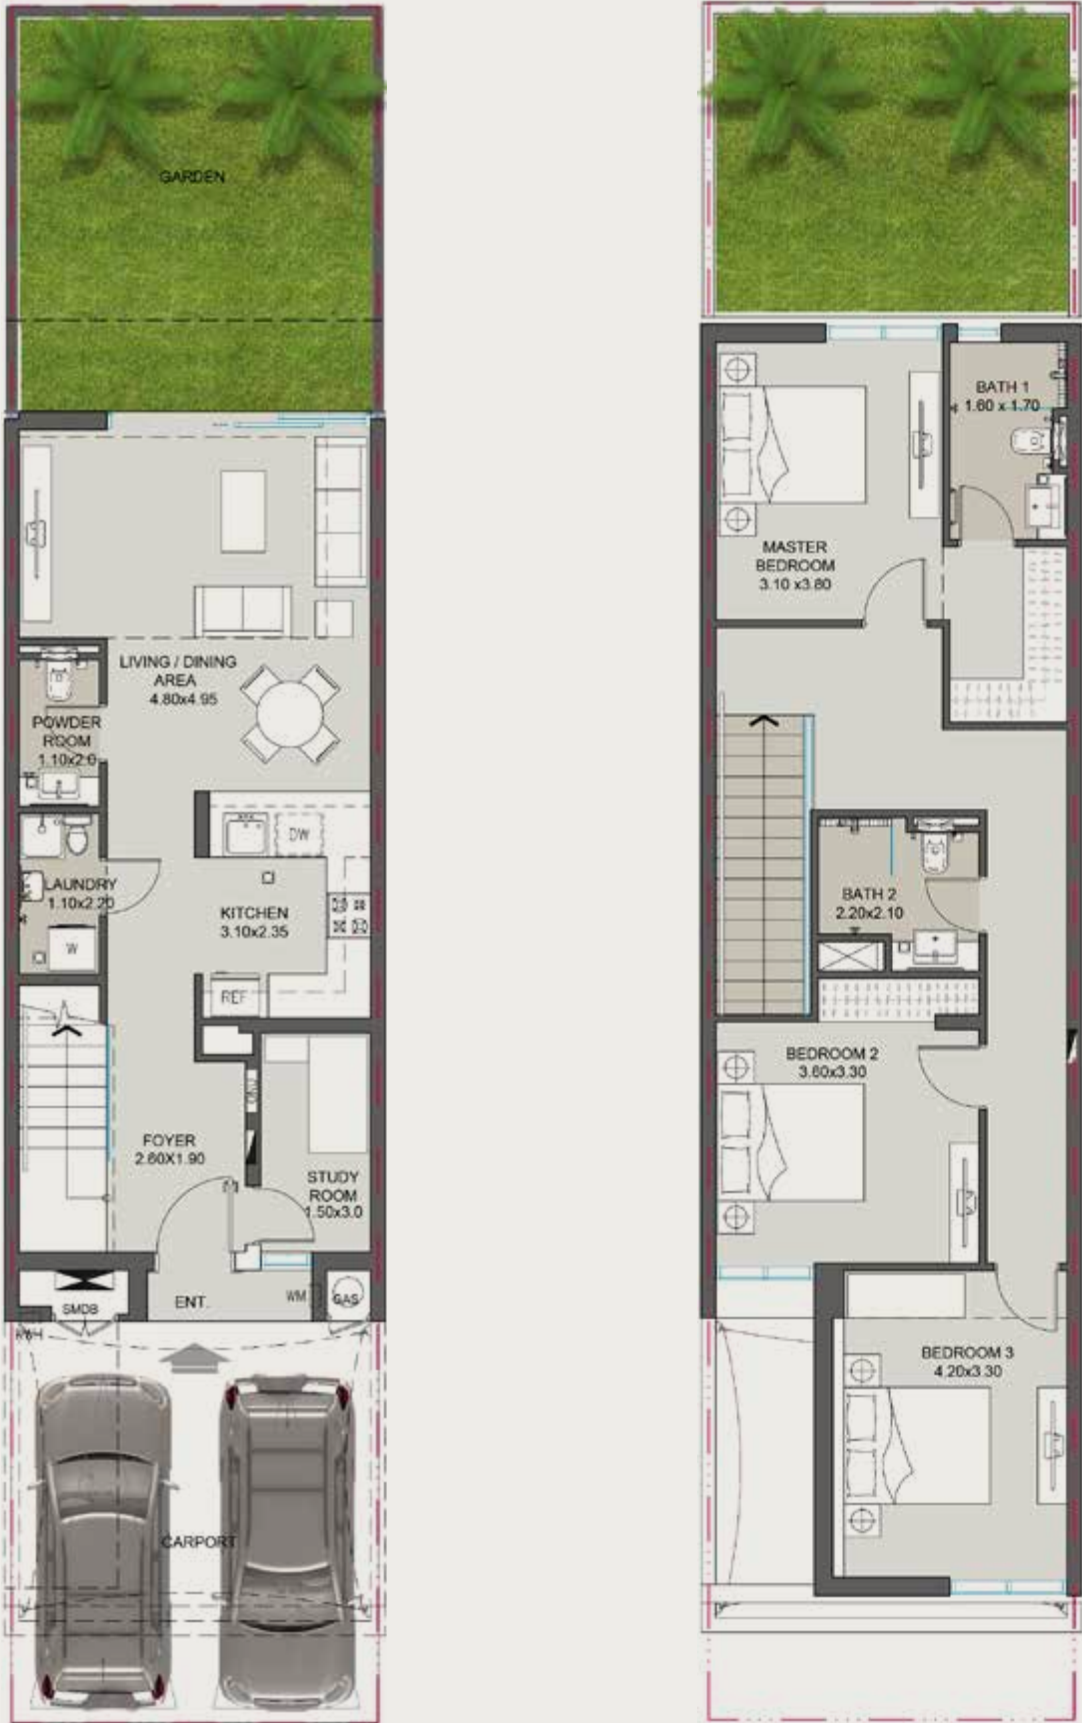 GARDEN
LIVING / DINING
AREA
4.80x4.95
POWDER
ROOM
1.10x2.0
DW
LAUNDRY
1.10x2.20
KITCHEN
3.10x2.35
W
REF
FOYER
2.60X1.90
STUDY
ROOM
1.50x3.0
SMDB
ENT.
WM
GAS
CARPORT
BATH 1
1.60 x 1.70
MASTER
BEDROOM
3.10 x3.80
BATH 2
2.20x2.10
BEDROOM 2
3.60x3.30
BEDROOM 3
4.20x3.30